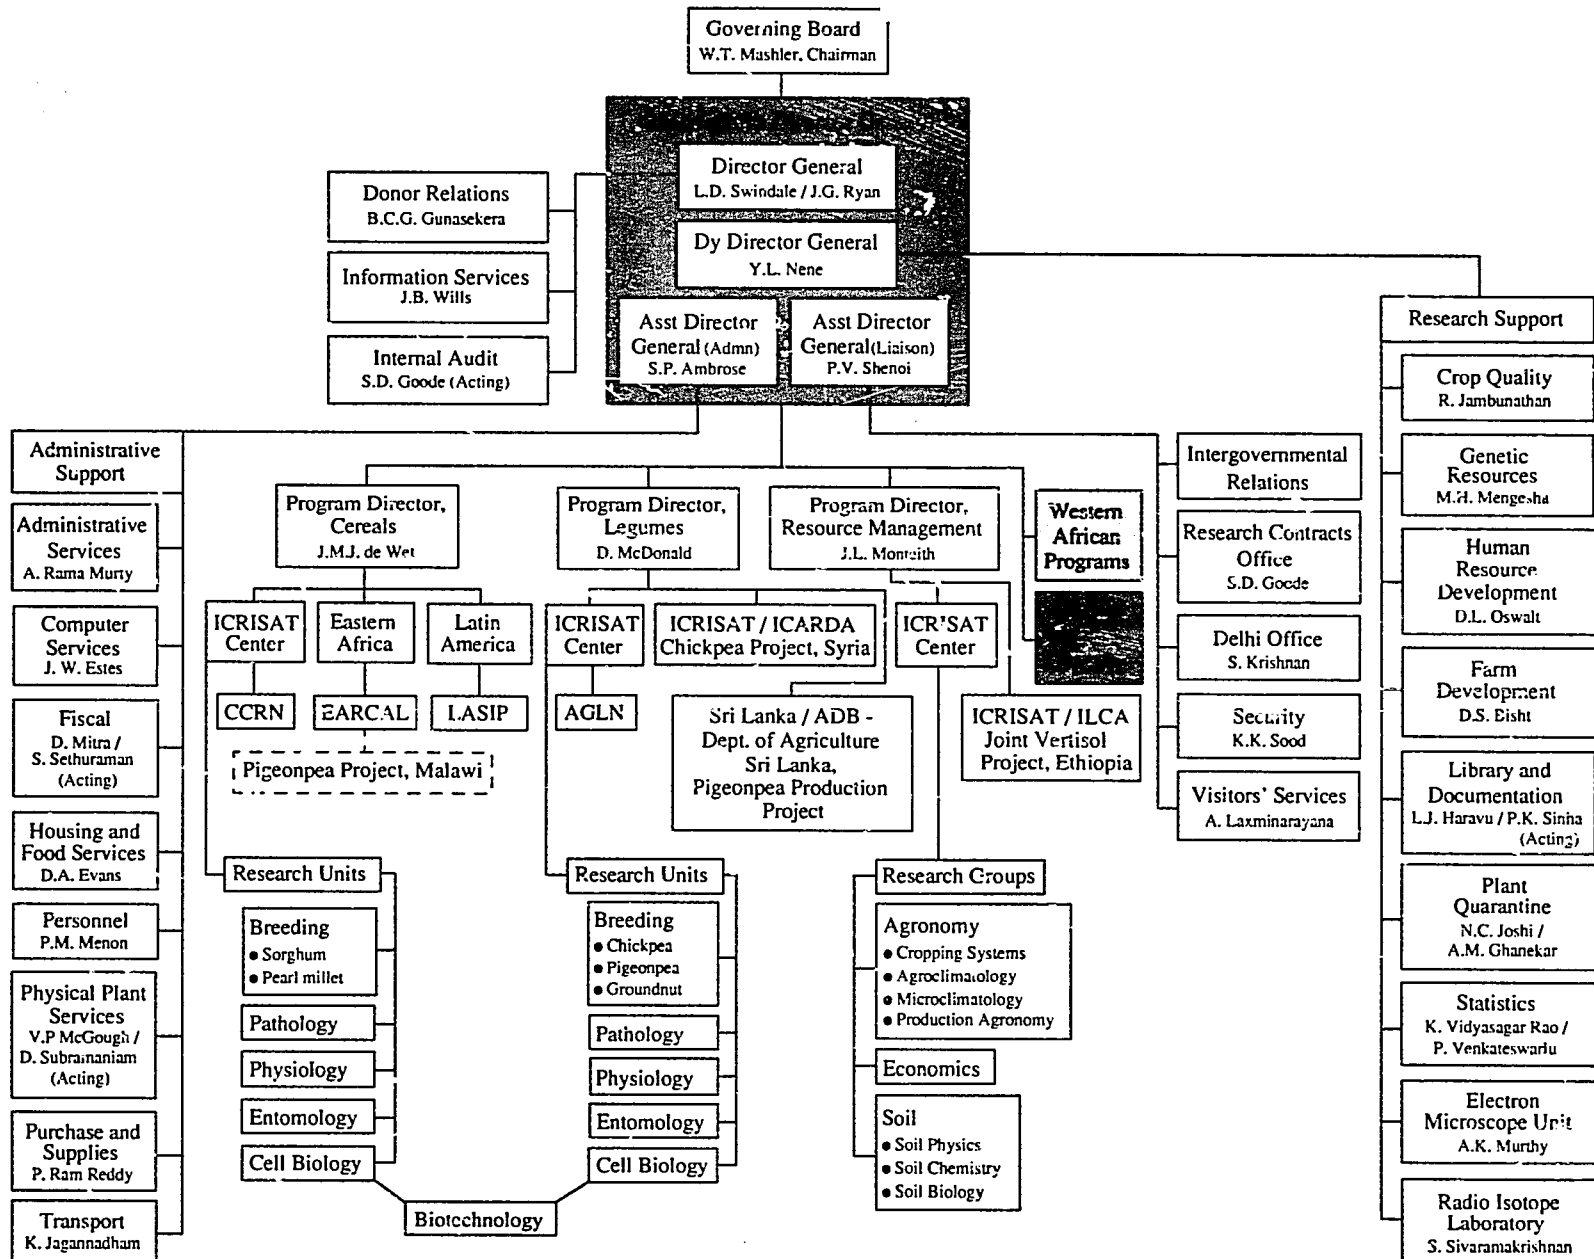 Governing Board
W.T. Mashler, Chairman
Director General
L.D. Swindale / J.G. Ryan
Dy Director General
Y.L. Nene
Asst Director
General (Admn)
S.P. Ambrose
Asst Director
General(Liaison)
P.V. Shenoi
Donor Relations
B.C.G. Gunasekera
Information Services
J.B. Wills
Internal Audit
S.D. Goode (Acting)
Administrative
Support
Administrative
Services
A. Rama Murty
Computer
Services
J. W. Estes
Fiscal
D. Mitra /
S. Sethuraman
(Acting)
Housing and
Food Services
D.A. Evans
Personnel
P.M. Menon
Physical Plant
Services
V.P McGough /
D. Subramaniam
(Acting)
Purchase and
Supplies
P. Ram Reddy
Transport
K. Jagannadham
Program Director,
Cereals
J.M.J. de Wet
ICRISAT
Center
Eastern
Africa
Latin
America
CCRN
EARCAL
LASIP
Pigeonpea Project, Malawi
Research Units
Breeding
• Sorghum
• Pearl millet
Pathology
Physiology
Entomology
Cell Biology
Biotechnology
Program Director,
Legumes
D. McDonald
ICRISAT
Center
ICRISAT / ICARDA
Chickpea Project, Syria
AGLN
Sri Lanka / ADB -
Dept. of Agriculture
Sri Lanka,
Pigeonpea Production
Project
Research Units
Breeding
• Chickpea
• Pigeonpea
• Groundnut
Pathology
Physiology
Entomology
Cell Biology
Program Director,
Resource Management
J.L. Monteith
ICR'SAT
Center
ICRISAT / ILCA
Joint Vertisol
Project, Ethiopia
Research Groups
Agronomy
• Cropping Systems
• Agroclimatology
• Microclimatology
• Production Agronomy
Economics
Soil
• Soil Physics
• Soil Chemistry
• Soil Biology
Western
African
Programs
Intergovernmental
Relations
Research Contracts
Office
S.D. Goode
Delhi Office
S. Krishnan
Security
K.K. Sood
Visitors' Services
A. Laxminarayana
Research Support
Crop Quality
R. Jambunathan
Genetic
Resources
M.H. Mengesha
Human
Resource
Development
D.L. Oswalt
Farm
Development
D.S. Bisht
Library and
Documentation
L.J. Haravu / P.K. Sinha
(Acting)
Plant
Quarantine
N.C. Joshi /
A.M. Ghanekar
Statistics
K. Vidyasagar Rao /
P. Venkateswarlu
Electron
Microscope Unit
A.K. Murthy
Radio Isotope
Laboratory
S. Sivaramakrishnan